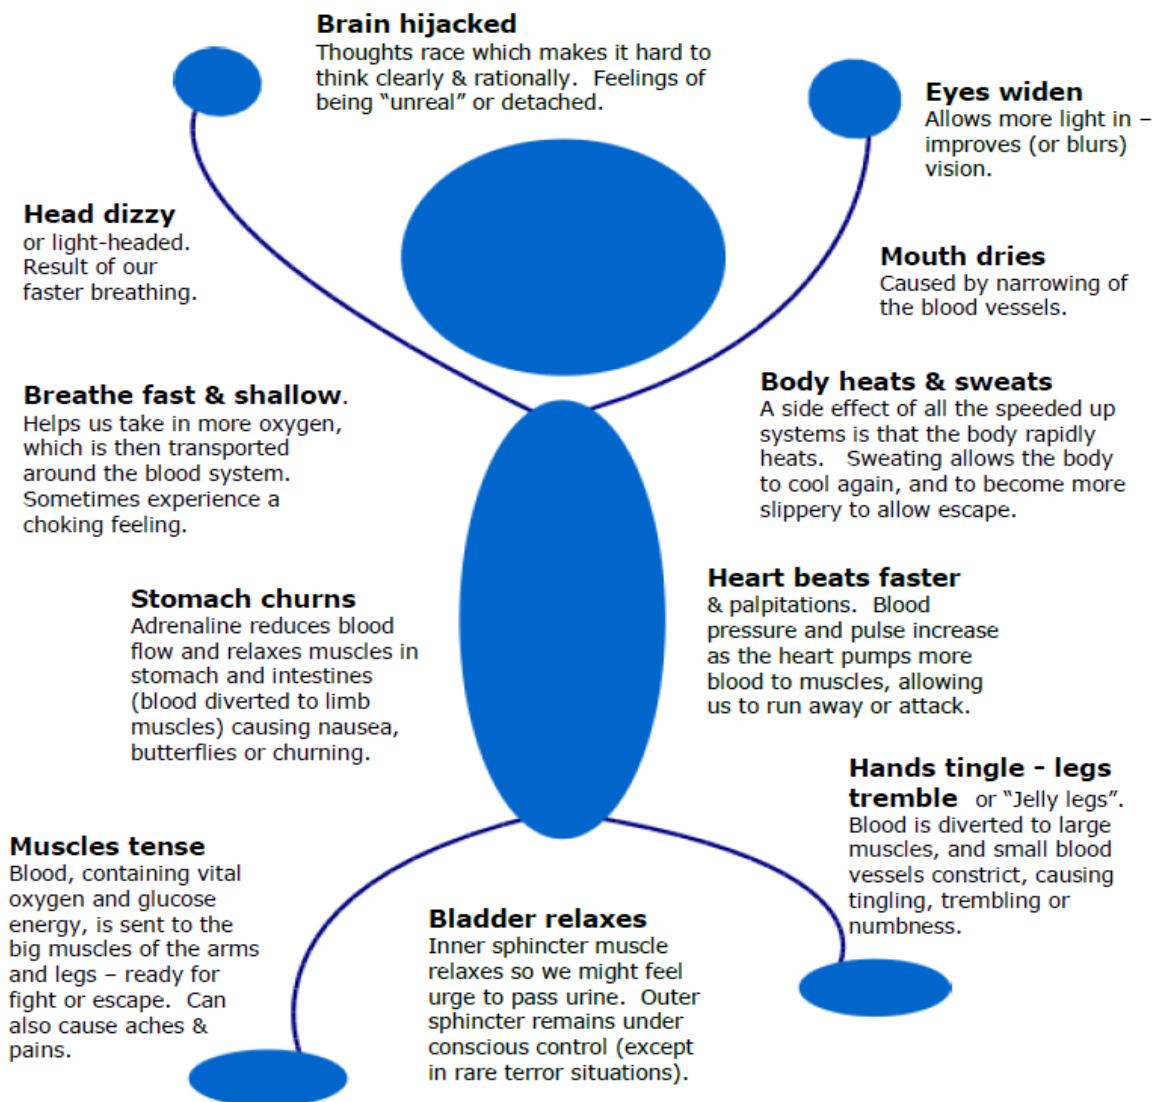 Brain hijacked
Thoughts race which makes it hard to
think clearly & rationally.  Feelings of
being “unreal” or detached.
Eyes widen
Allows more light in –
improves (or blurs)
vision.
Head dizzy
or light-headed.
Result of our
faster breathing.
Mouth dries
Caused by narrowing of
the blood vessels.
Breathe fast & shallow.
Helps us take in more oxygen,
which is then transported
around the blood system.
Sometimes experience a
choking feeling.
Body heats & sweats
A side effect of all the speeded up
systems is that the body rapidly
heats.   Sweating allows the body
to cool again, and to become more
slippery to allow escape.
Stomach churns
Adrenaline reduces blood
flow and relaxes muscles in
stomach and intestines
(blood diverted to limb
muscles) causing nausea,
butterflies or churning.
Heart beats faster
& palpitations.  Blood
pressure and pulse increase
as the heart pumps more
blood to muscles, allowing
us to run away or attack.
Hands tingle - legs
tremble  or “Jelly legs”.
Blood is diverted to large
muscles, and small blood
vessels constrict, causing
tingling, trembling or
numbness.
Muscles tense
Blood, containing vital
oxygen and glucose
energy, is sent to the
big muscles of the arms
and legs – ready for
fight or escape.  Can
also cause aches &
pains.
Bladder relaxes
Inner sphincter muscle
relaxes so we might feel
urge to pass urine.  Outer
sphincter remains under
conscious control (except
in rare terror situations).